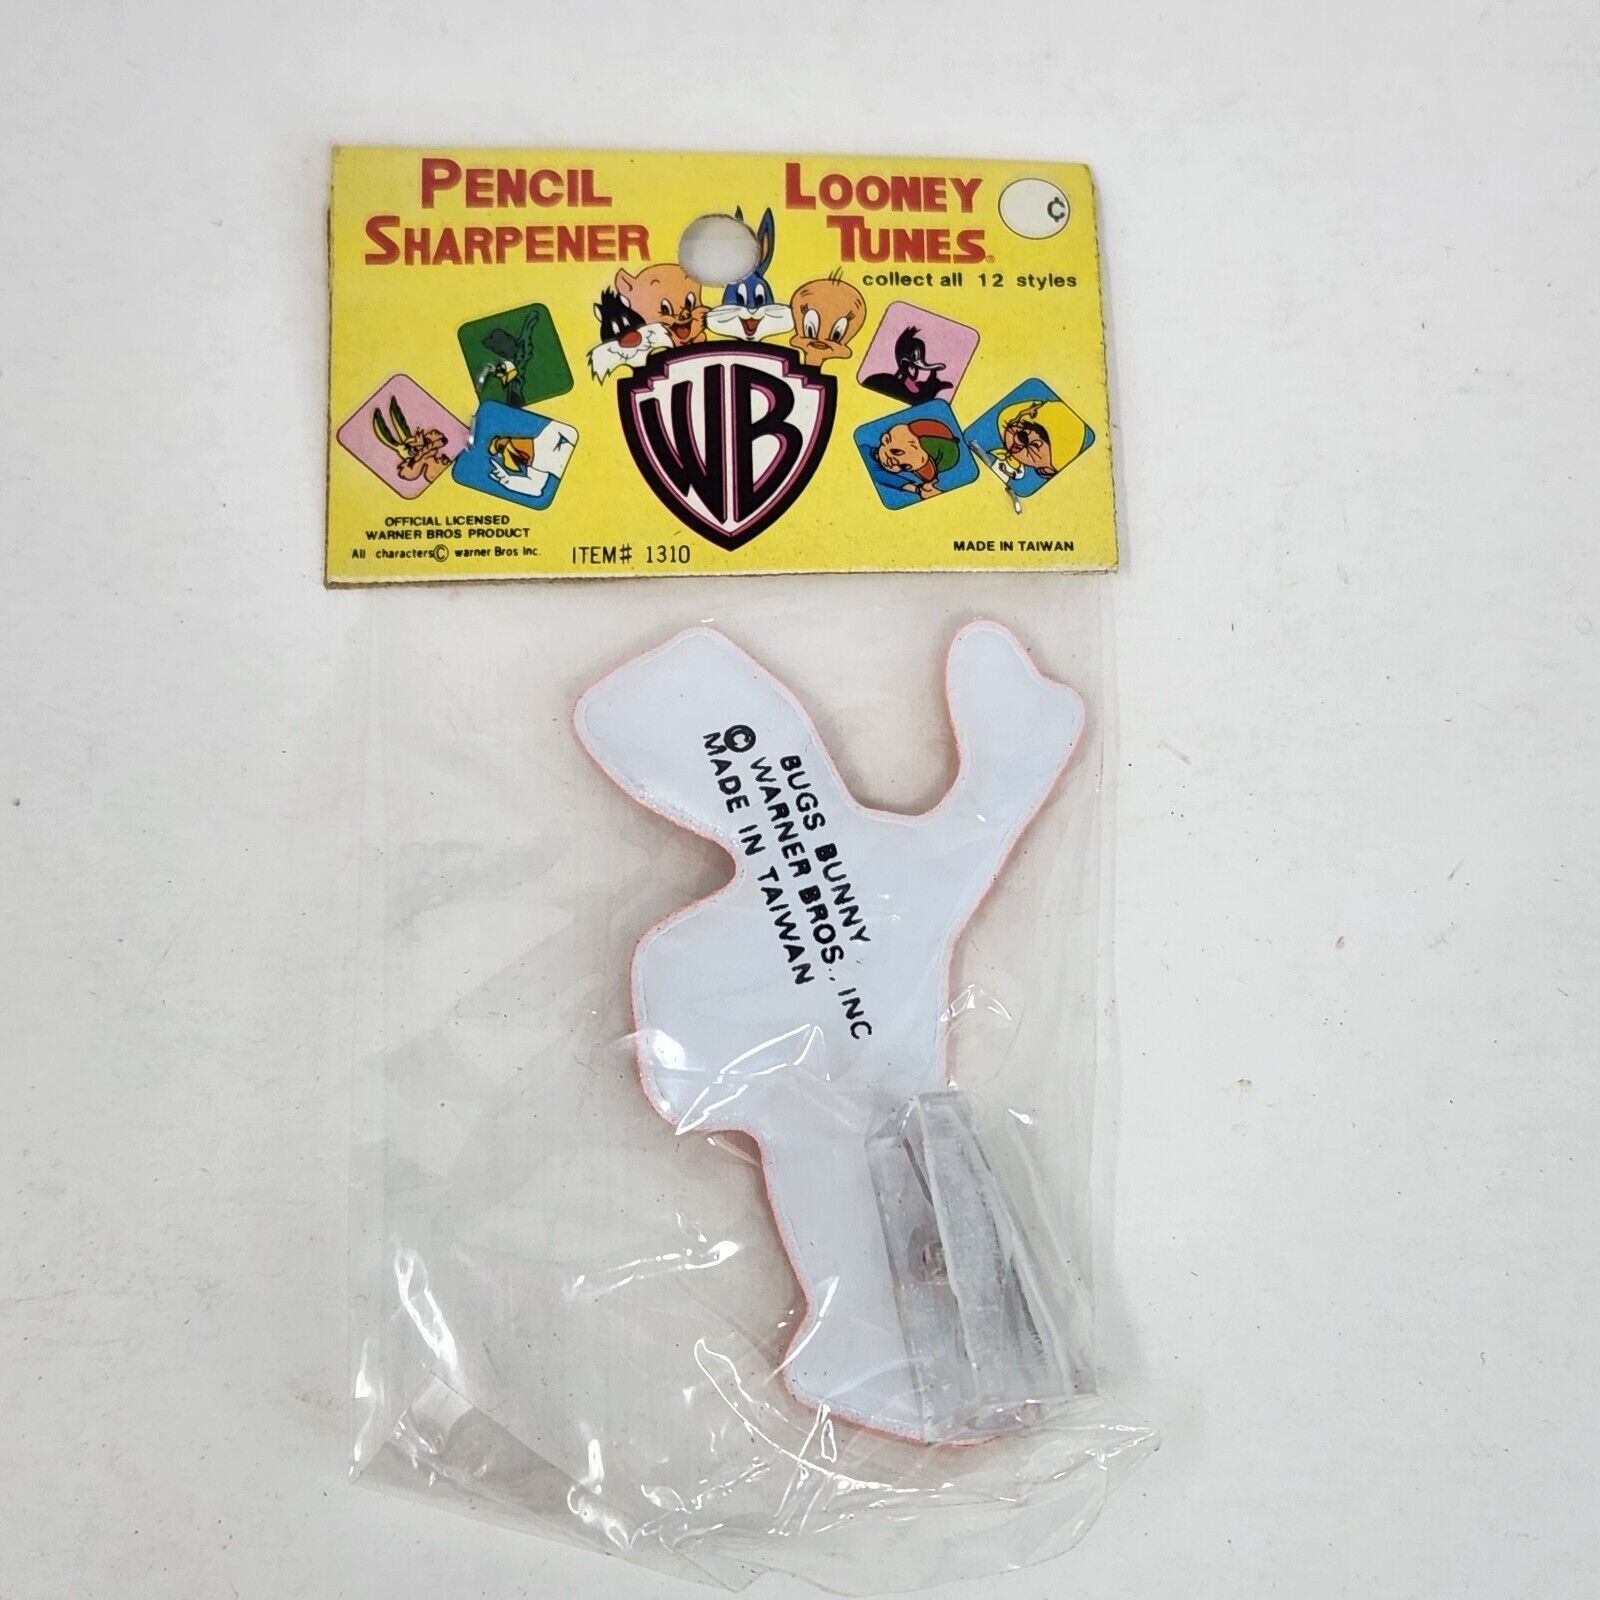 PENCIL
SHARPENER
LOONEY
TUNES®
¢
collect all 12 styles
WB
OFFICIAL LICENSED
WARNER BROS PRODUCT
All characters© warner Bros Inc.
ITEM# 1310
MADE IN TAIWAN
BUGS BUNNY
© WARNER BROS., INC
MADE IN TAIWAN